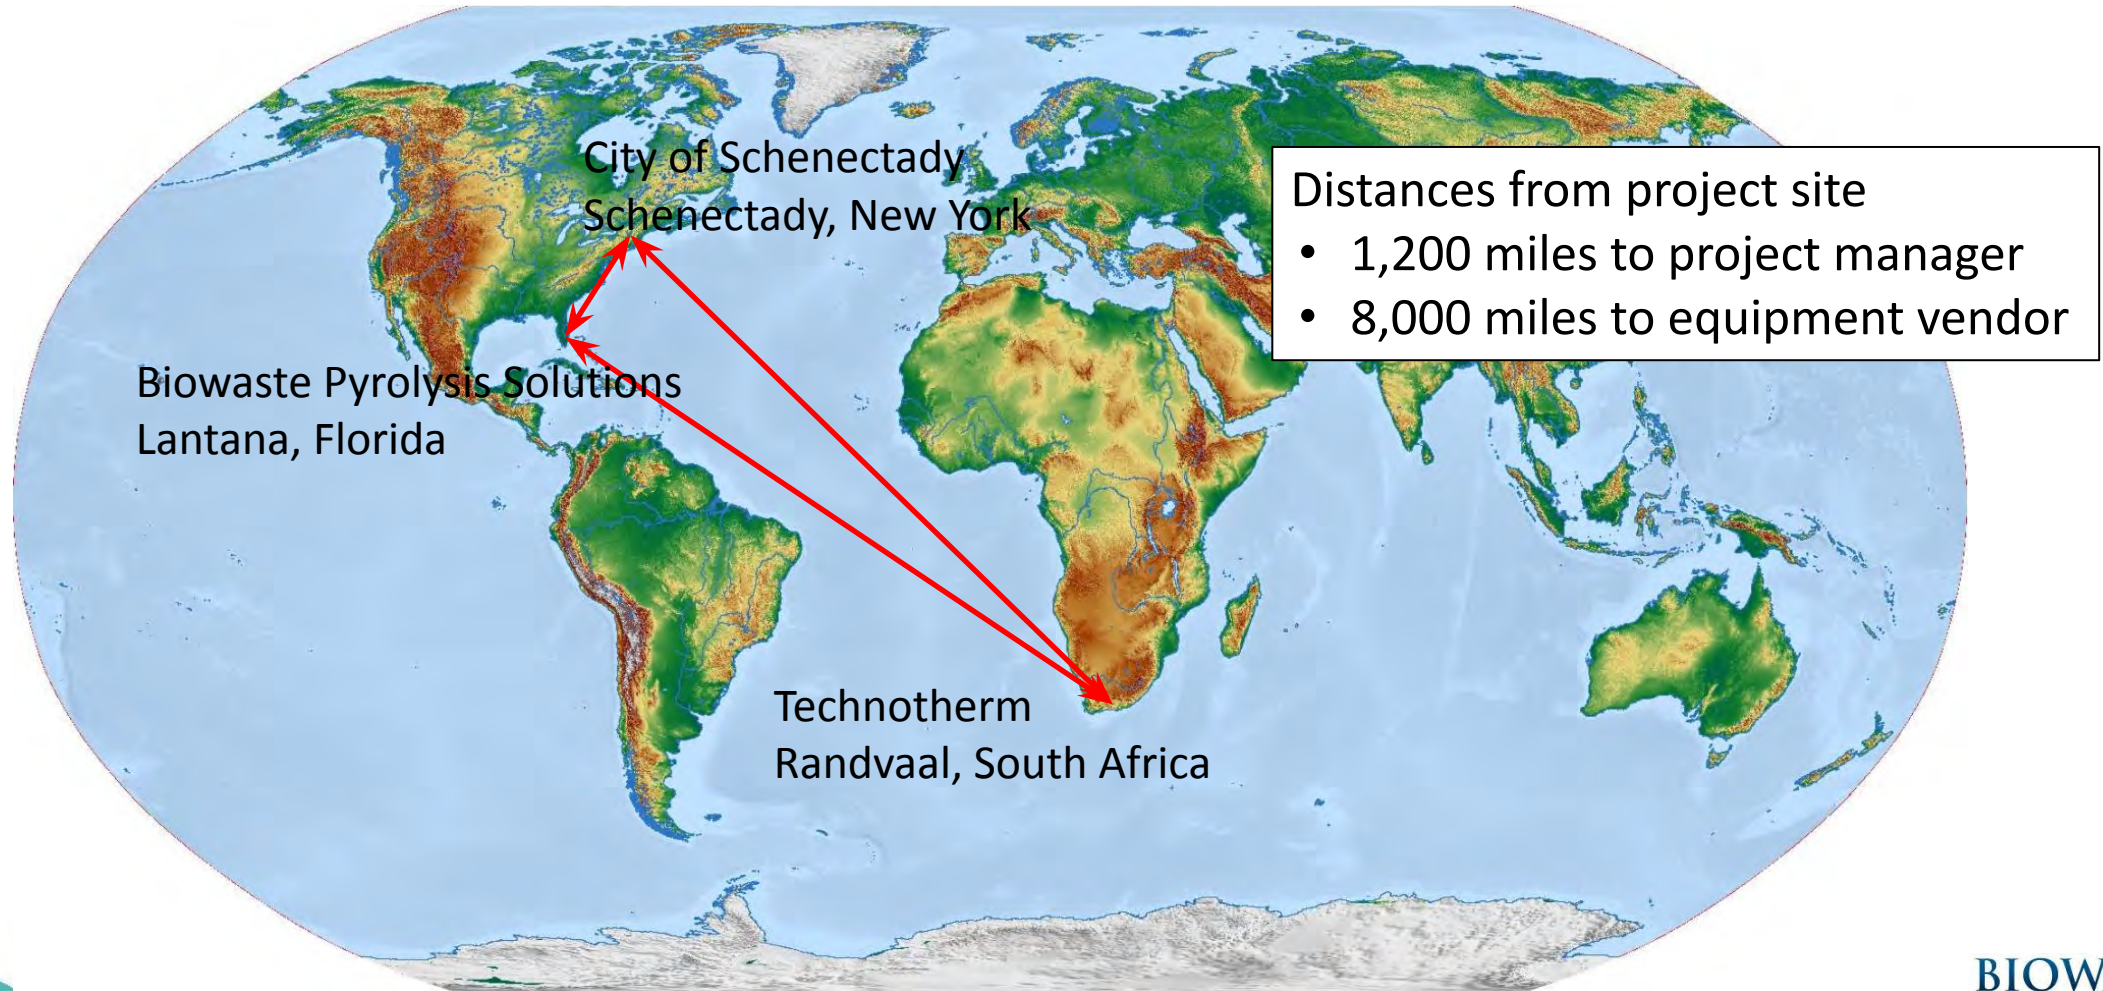 City of Schenectady
Schenectady, New York
Distances from project site
• 1,200 miles to project manager
• 8,000 miles to equipment vendor
Biowaste Pyrolysis Solutions
Lantana, Florida
Technotherm
Randvaal, South Africa
BIOW